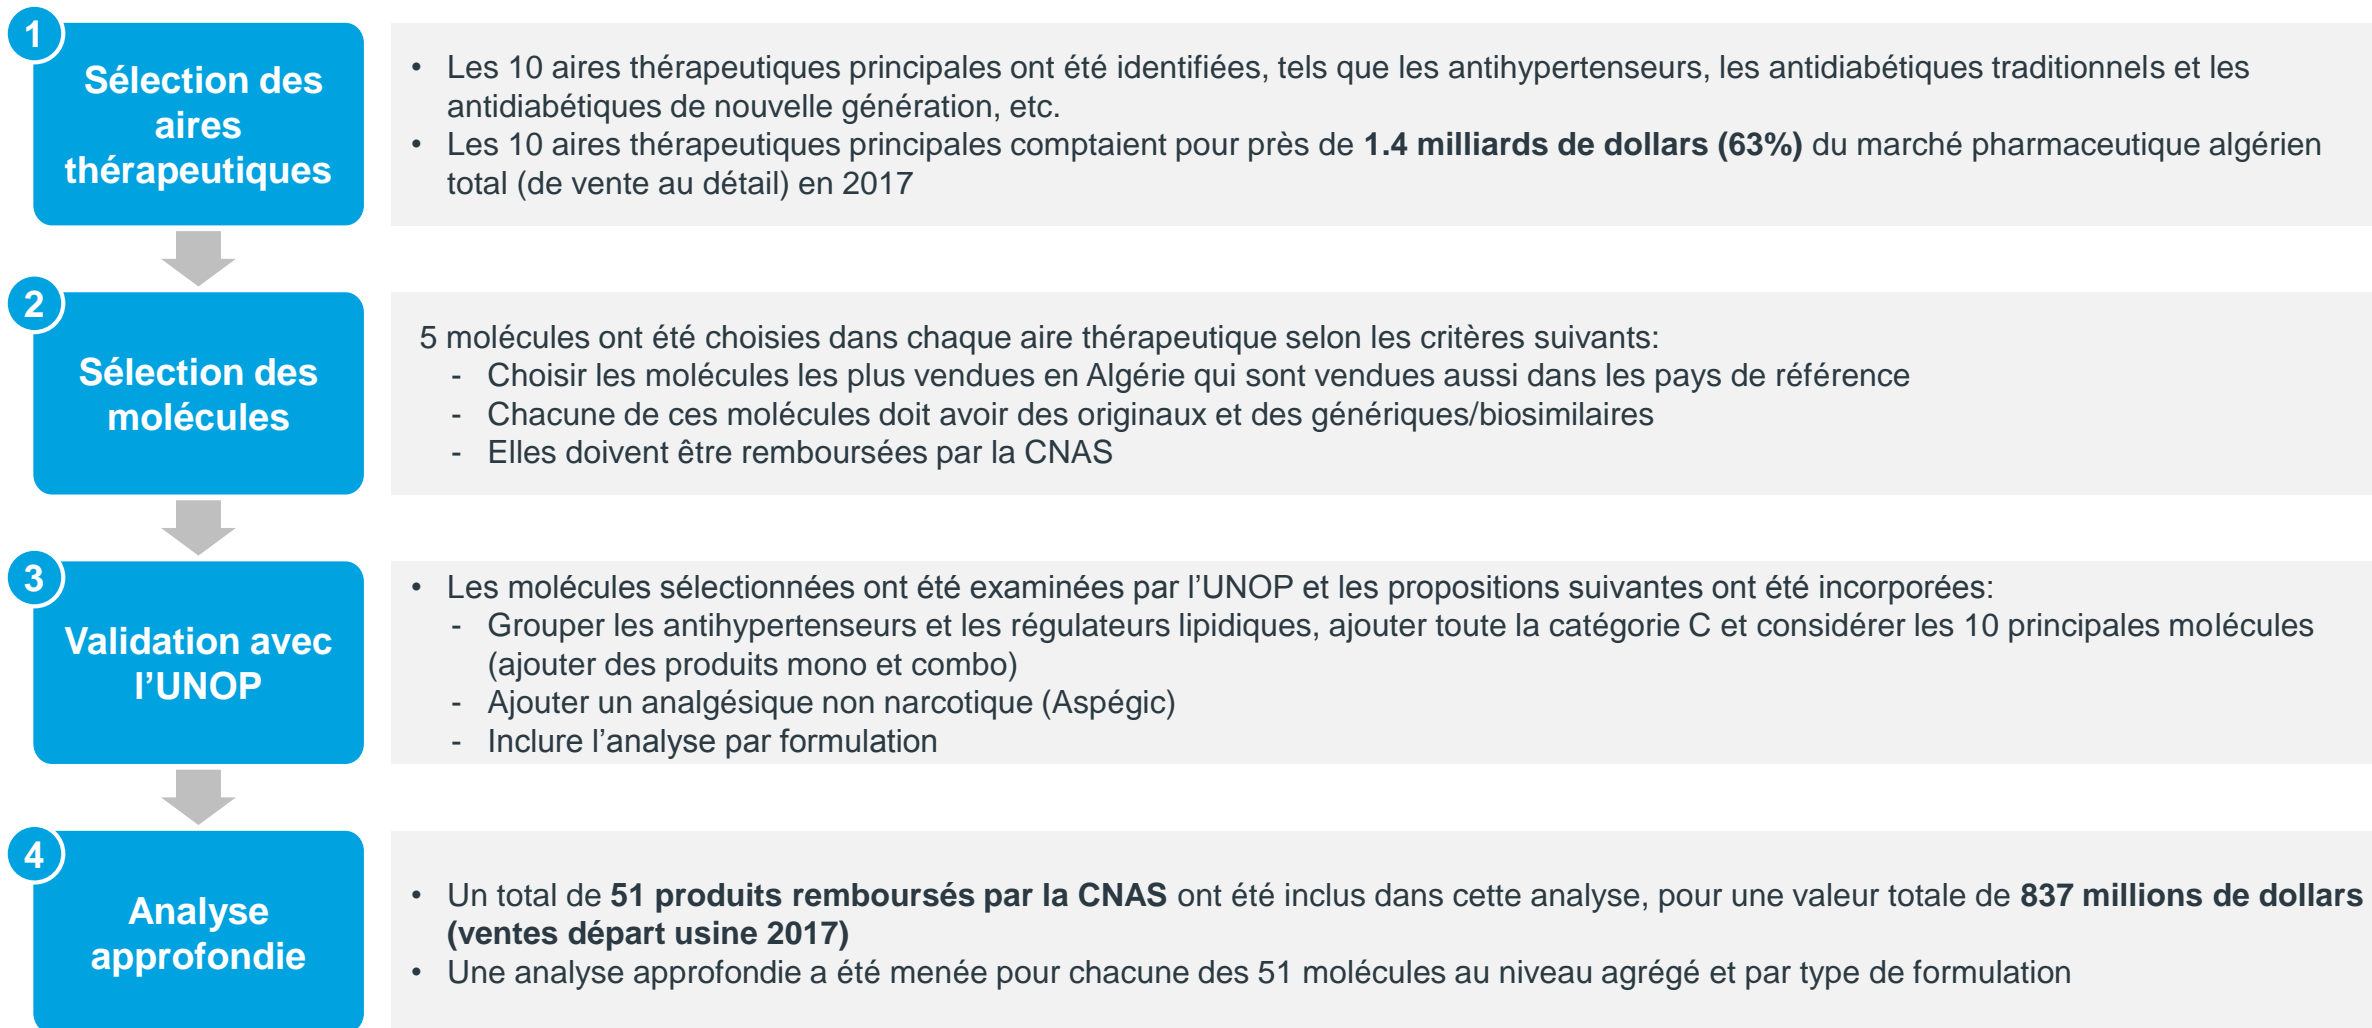 1
Sélection des
aires
thérapeutiques
• Les 10 aires thérapeutiques principales ont été identifiées, tels que les antihypertenseurs, les antidiabétiques traditionnels et les
antidiabétiques de nouvelle génération, etc.
• Les 10 aires thérapeutiques principales comptaient pour près de 1.4 milliards de dollars (63%) du marché pharmaceutique algérien
total (de vente au détail) en 2017
2
Sélection des
molécules
5 molécules ont été choisies dans chaque aire thérapeutique selon les critères suivants:
- Choisir les molécules les plus vendues en Algérie qui sont vendues aussi dans les pays de référence
- Chacune de ces molécules doit avoir des originaux et des génériques/biosimilaires
- Elles doivent être remboursées par la CNAS
3
Validation avec
l’UNOP
• Les molécules sélectionnées ont été examinées par l’UNOP et les propositions suivantes ont été incorporées:
- Grouper les antihypertenseurs et les régulateurs lipidiques, ajouter toute la catégorie C et considérer les 10 principales molécules
(ajouter des produits mono et combo)
- Ajouter un analgésique non narcotique (Aspégic)
- Inclure l’analyse par formulation
4
Analyse
approfondie
• Un total de 51 produits remboursés par la CNAS ont été inclus dans cette analyse, pour une valeur totale de 837 millions de dollars
(ventes départ usine 2017)
• Une analyse approfondie a été menée pour chacune des 51 molécules au niveau agrégé et par type de formulation